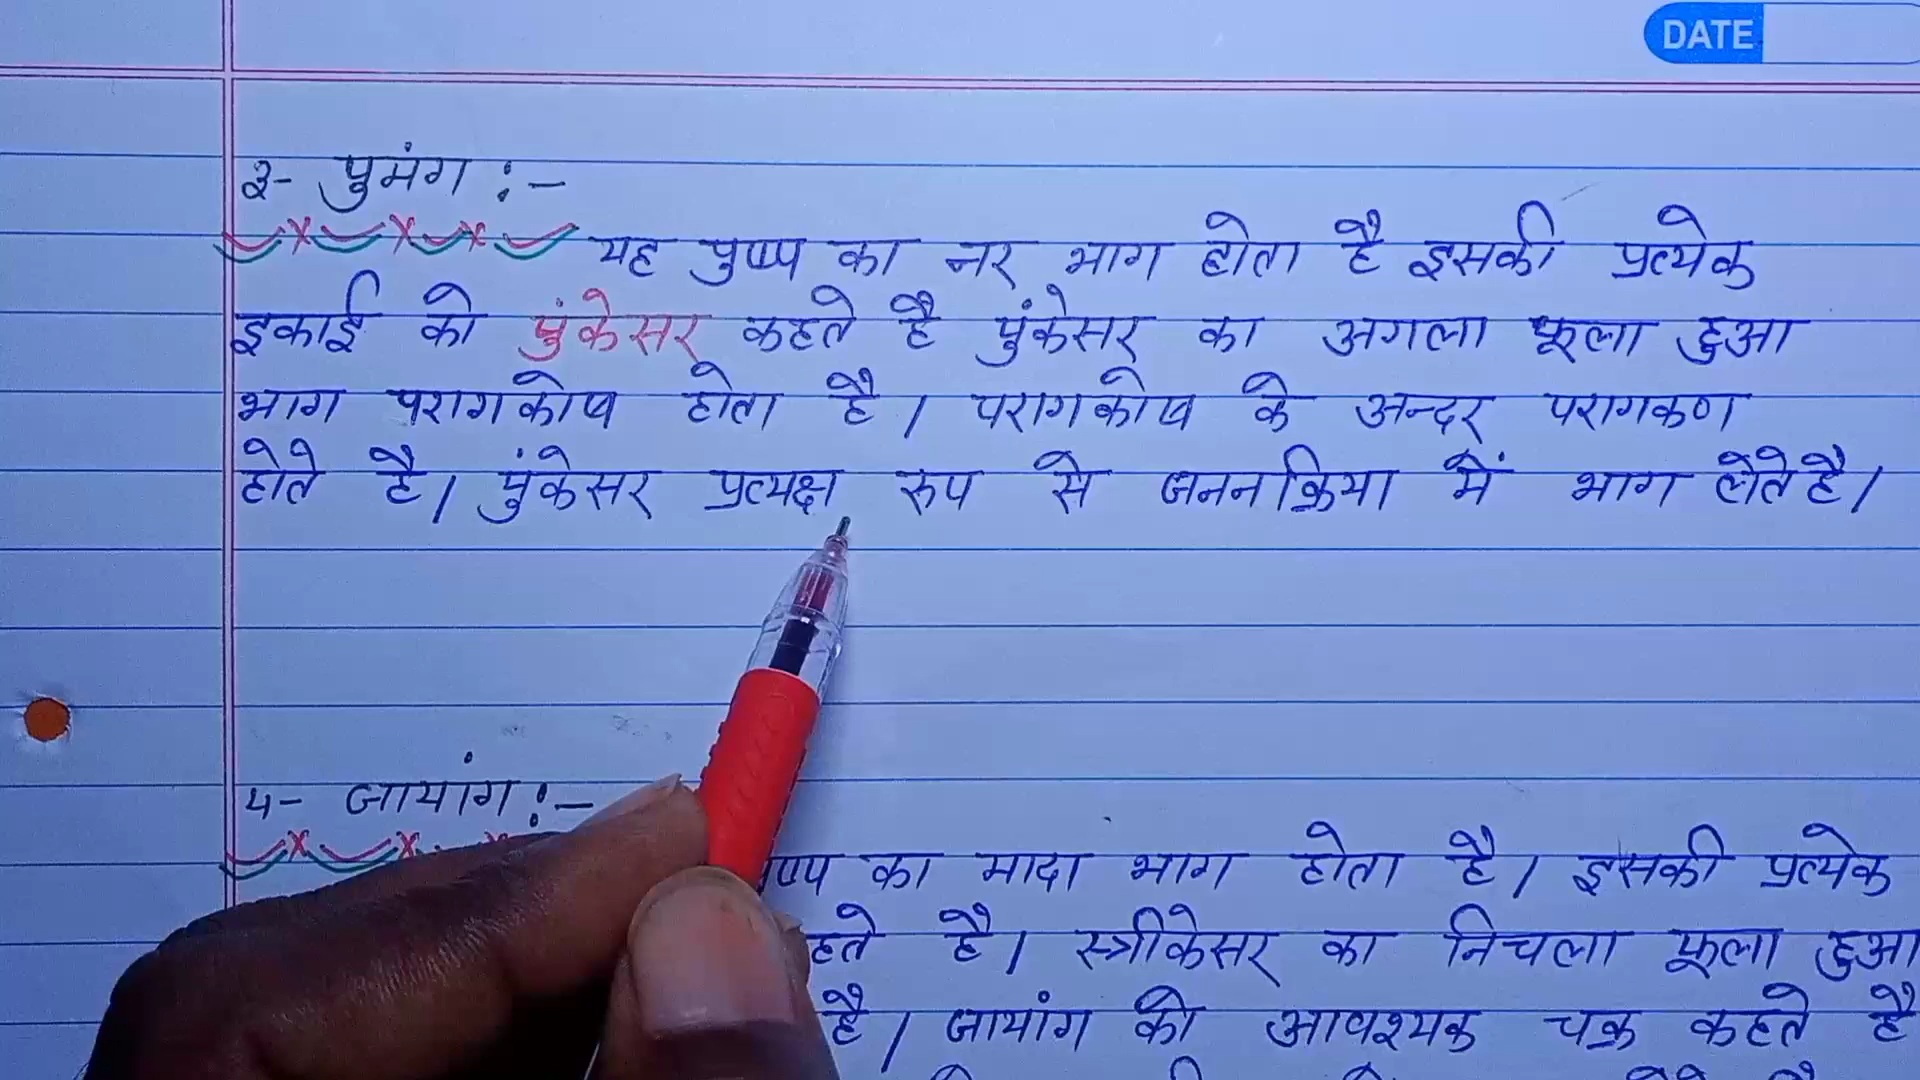 DATE
३- पुमंग :-
यह पुष्प का नर भाग होता है इसकी प्रत्येक
इकाई को पुंकेसर कहते है पुंकेसर का अगला फूला हुआ
भाग परागकोष होता है। परागकोष के अन्दर परागकण
होते है। पुंकेसर प्रत्यक्ष रुप से जननक्रिया में भाग लेते है।
4- जायांग :-
का मादा भाग होता है। इसकी प्रत्येक
है। स्त्रीकेसर का निचला फूला हुआ
है। जायांग को आवश्यक चक्र कहते है